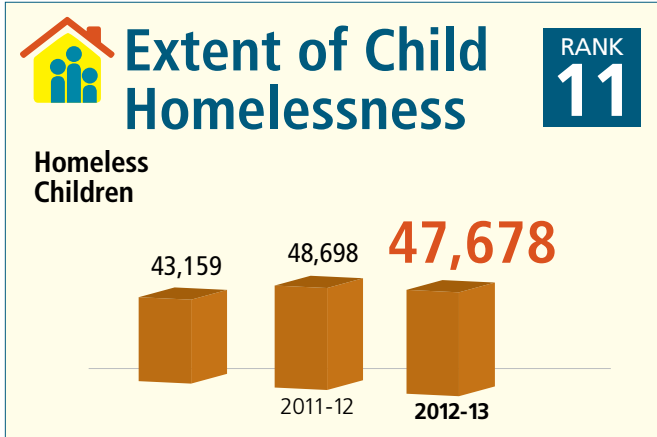 Extent of Child
Homelessness
RANK
11
Homeless
Children
43,159
48,698
47,678
2011-12
2012-13